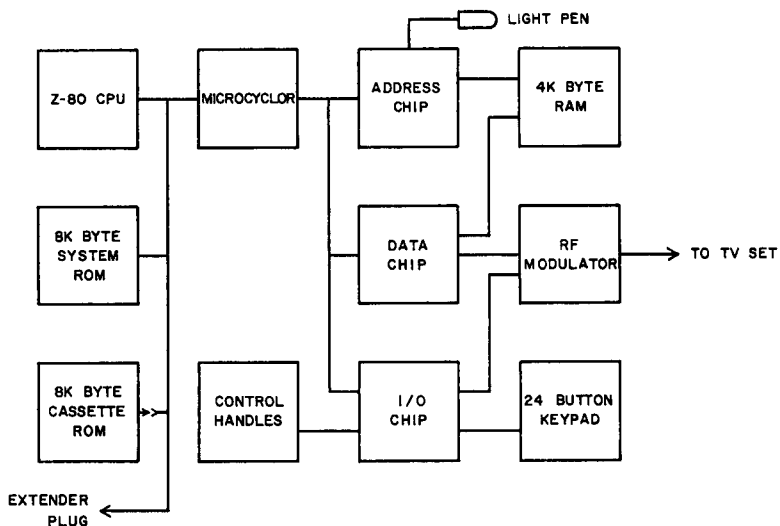 LIGHT PEN
Z-80 CPU
MICROCYCLOR
ADDRESS
CHIP
4K BYTE
RAM
8K BYTE
SYSTEM
ROM
DATA
CHIP
RF
MODULATOR
TO TV SET
8K BYTE
CASSETTE
ROM
CONTROL
HANDLES
I/O
CHIP
24 BUTTON
KEYPAD
EXTENDER
PLUG